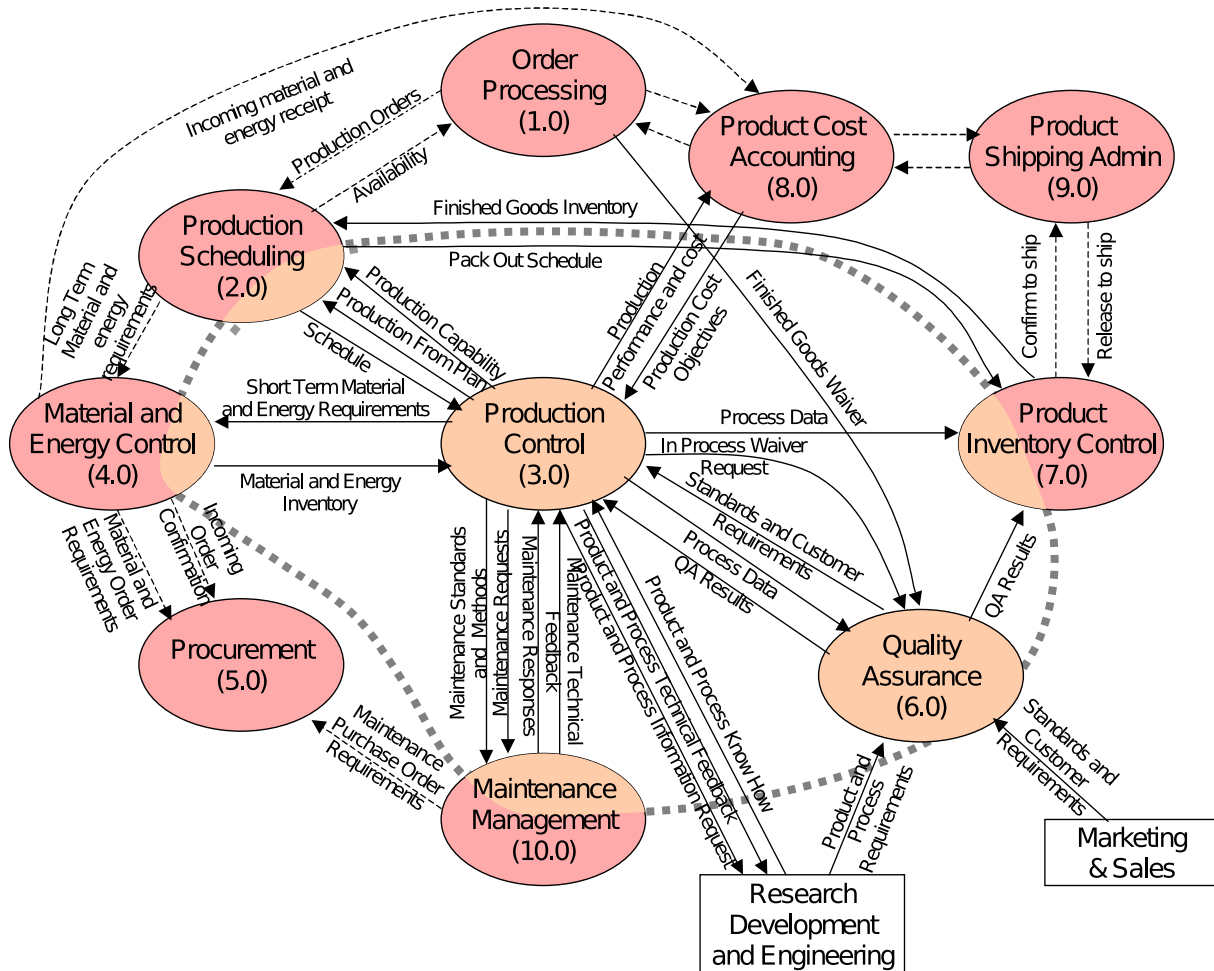 Order
Processing
(1.0)
Product Cost
Accounting
(8.0)
Product
Shipping Admin
(9.0)
Incoming material and
energy receipt
Production Orders
Availability
Production
Scheduling
(2.0)
Finished Goods Inventory
Pack Out Schedule
Long Term
Material and
energy
requirements
Production Capability
Production From Plan
Schedule
Production
Performance and cost
Production Cost
Objectives
Finished Goods Waiver
Confirm to ship
Release to ship
Material and
Energy Control
(4.0)
Short Term Material
and Energy Requirements
Material and Energy
Inventory
Production
Control
(3.0)
Process Data
In Process Waiver
Request
Product
Inventory Control
(7.0)
Standards and Customer
Requirements
Process Data
QA Results
QA Results
Incoming
Order
Confirmation
Material and
Energy Order
Requirements
Maintenance Standards
and Methods
Maintenance Requests
Maintenance Responses
Feedback
Maintenance Technical
Product and Process Information Request
Product and Process Technical Feedback
Product and Process Know How
Procurement
(5.0)
Quality
Assurance
(6.0)
Maintenance
Purchase Order
Requirements
Maintenance
Management
(10.0)
Product and
Process
Requirements
Standards and
Customer
Requirements
Marketing
& Sales
Research
Development
and Engineering